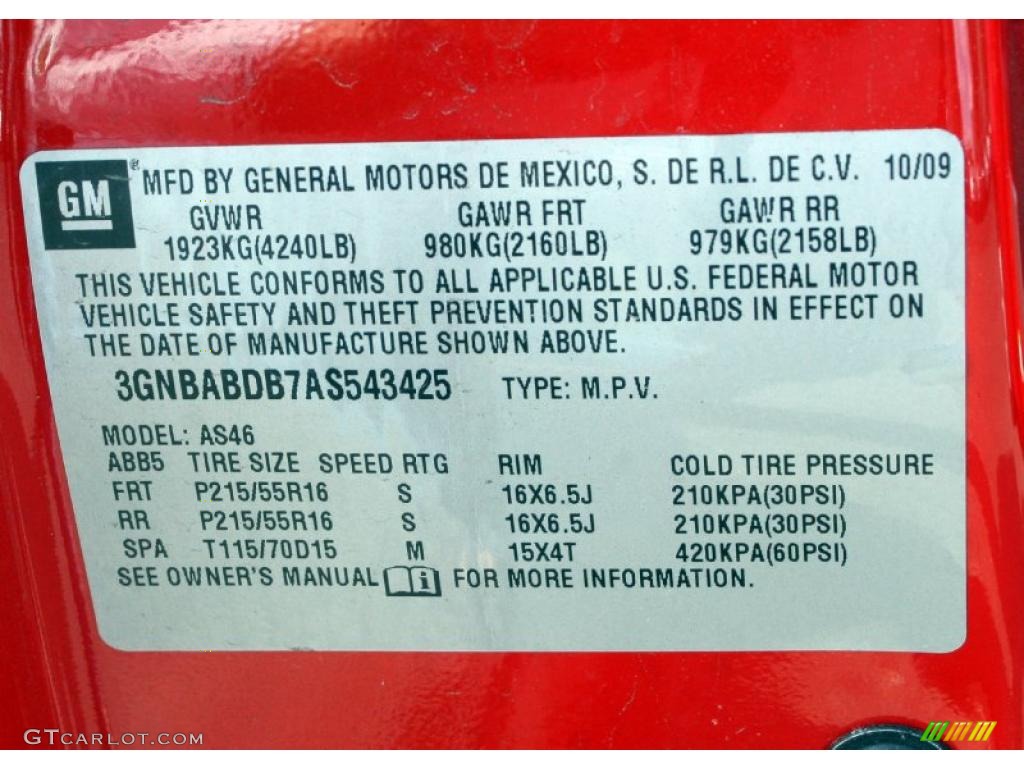 GM® MFD BY GENERAL MOTORS DE MEXICO, S. DE R.L. DE C.V. 10/09
GVWR GAWR FRT GAWR RR
1923KG(4240LB) 980KG(2160LB) 979KG(2158LB)
THIS VEHICLE CONFORMS TO ALL APPLICABLE U.S. FEDERAL MOTOR
VEHICLE SAFETY AND THEFT PREVENTION STANDARDS IN EFFECT ON
THE DATE OF MANUFACTURE SHOWN ABOVE.
3GNBABDB7AS543425 TYPE: M.P.V.
MODEL: AS46
ABB5 TIRE SIZE SPEED RTG RIM COLD TIRE PRESSURE
FRT P215/55R16 S 16X6.5J 210KPA(30PSI)
RR P215/55R16 S 16X6.5J 210KPA(30PSI)
SPA T115/70D15 M 15X4T 420KPA(60PSI)
SEE OWNER'S MANUAL i FOR MORE INFORMATION.
GTCARLOT.COM